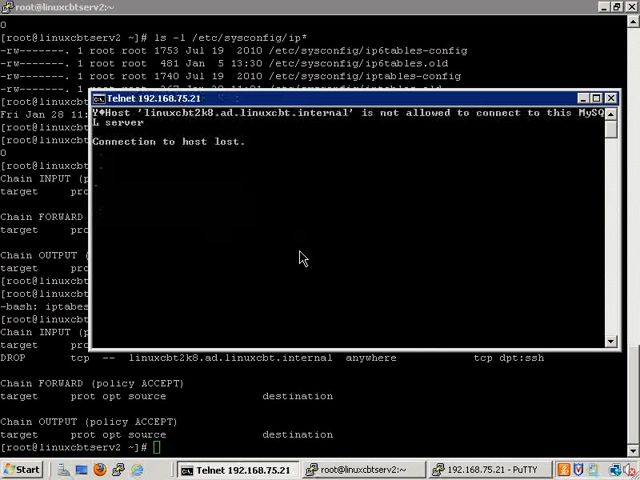 root@linuxcbtserv2:~
0
[root@linuxcbtserv2 ~]# ls -l /etc/sysconfig/ip*
-rw-------. 1 root root 1753 Jul 19  2010 /etc/sysconfig/ip6tables-config
-rw-------. 1 root root  481 Jan  5 13:30 /etc/sysconfig/ip6tables.old
-rw-------. 1 root root 1740 Jul 19  2010 /etc/sysconfig/iptables-config
[root@l
Fri Jan 28 11:
[root@l
0
[root@l
Chain INPUT (p
target     pro
Chain FORWARD
target     pro
Chain OUTPUT (
target     pro
[root@linuxcbt
[root@linuxcbt
-bash: iptabes
[root@linuxcbt
Chain INPUT (p
target     pro
Telnet 192.168.75.21
Host 'linuxcbt2k8.ad.linuxcbt.internal' is not allowed to connect to this MySQ
L server
Connection to host lost.
DROP       tcp  --  linuxcbt2k8.ad.linuxcbt.internal  anywhere            tcp dpt:ssh
Chain FORWARD (policy ACCEPT)
target     prot opt source               destination
Chain OUTPUT (policy ACCEPT)
target     prot opt source               destination
[root@linuxcbtserv2 ~]#
Start
Telnet 192.168.75.21
root@linuxcbtserv2:~
192.168.75.21 - PuTTY